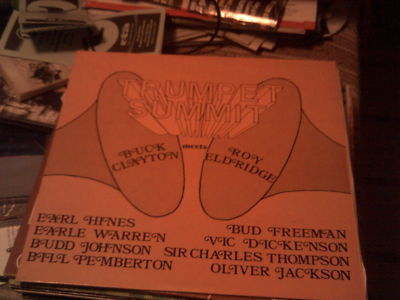 TRUMPET
SUMMIT
BUCK
CLAYTON
meets
ROY
ELDRIDGE
EARL HINES
EARLE WARREN
BUDD JOHNSON
BILL PEMBERTON
BUD FREEMAN
VIC DICKENSON
SIR CHARLES THOMPSON
OLIVER JACKSON